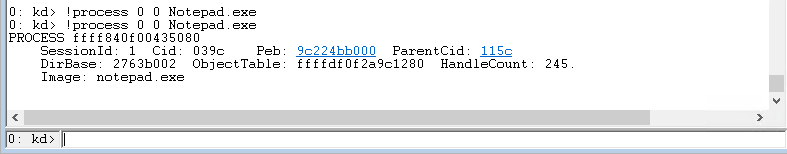 0: kd> !process 0 0 Notepad.exe
0: kd> !process 0 0 Notepad.exe
PROCESS ffff840f00435080
    SessionId: 1  Cid: 039c    Peb: 9c224bb000  ParentCid: 115c
    DirBase: 2763b002  ObjectTable: ffffdf0f2a9c1280  HandleCount: 245.
    Image: notepad.exe
0: kd>